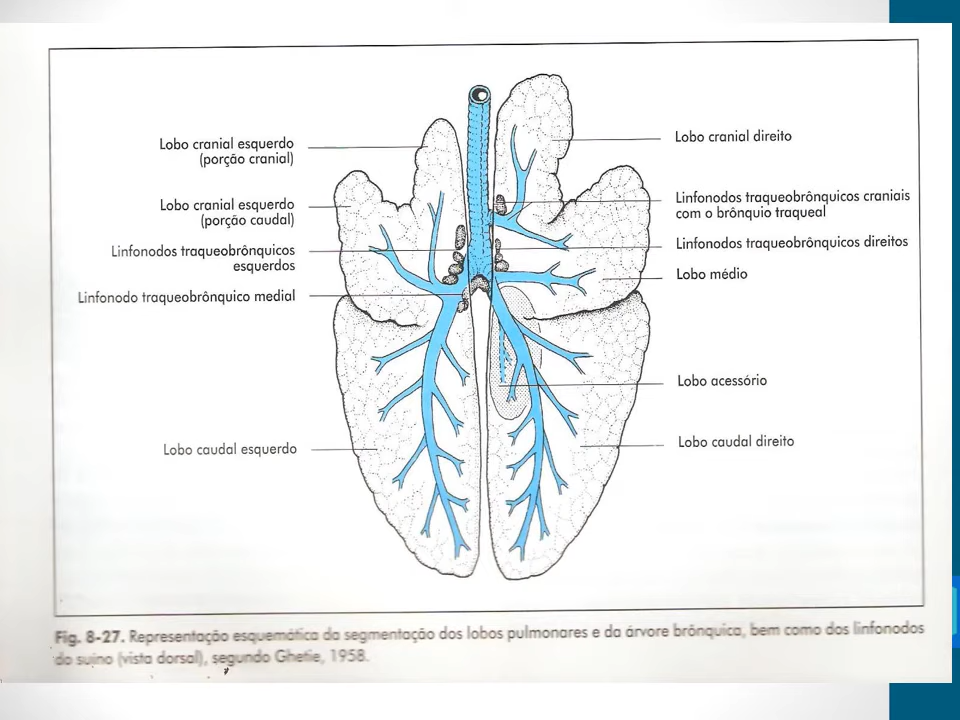 Lobo cranial esquerdo
(porção cranial)
Lobo cranial esquerdo
(porção caudal)
Linfonodos traqueobrônquicos
esquerdos
Linfonodo traqueobrônquico medial
Lobo caudal esquerdo
Lobo cranial direito
Linfonodos traqueobrônquicos craniais
com o brônquio traqueal
Linfonodos traqueobrônquicos direitos
Lobo médio
Lobo acessório
Lobo caudal direito
Fig. 8-27. Representação esquemática da segmentação dos lobos pulmonares e da árvore brônquica, bem como dos linfonodos
do suíno (vista dorsal), segundo Ghetie, 1958.